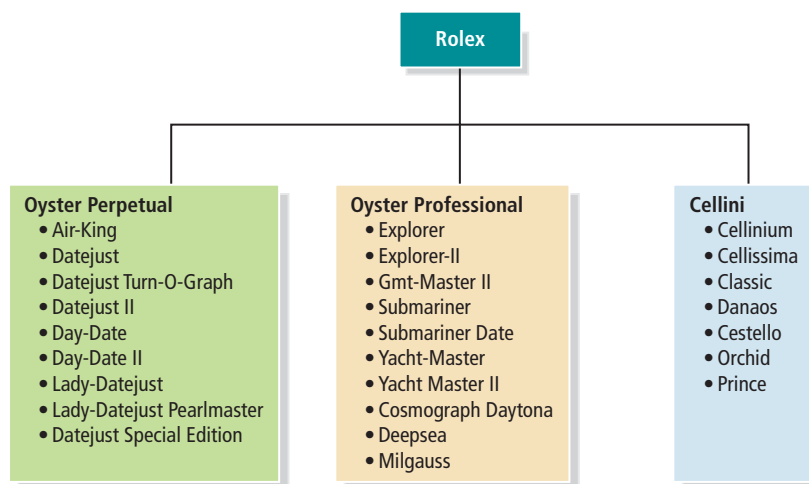 Rolex
Oyster Perpetual
• Air-King
• Datejust
• Datejust Turn-O-Graph
• Datejust II
• Day-Date
• Day-Date II
• Lady-Datejust
• Lady-Datejust Pearlmaster
• Datejust Special Edition
Oyster Professional
• Explorer
• Explorer-II
• Gmt-Master II
• Submariner
• Submariner Date
• Yacht-Master
• Yacht Master II
• Cosmograph Daytona
• Deepsea
• Milgauss
Cellini
• Cellinium
• Cellissima
• Classic
• Danaos
• Cestello
• Orchid
• Prince